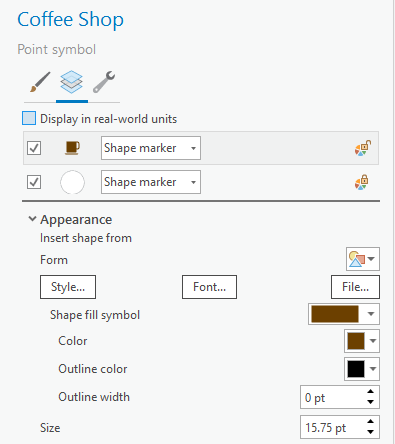 Coffee Shop
Point symbol
Display in real-world units
Shape marker
Shape marker
Appearance
Insert shape from
Form
Style... Font... File...
Shape fill symbol
Color
Outline color
Outline width 0 pt
Size 15.75 pt